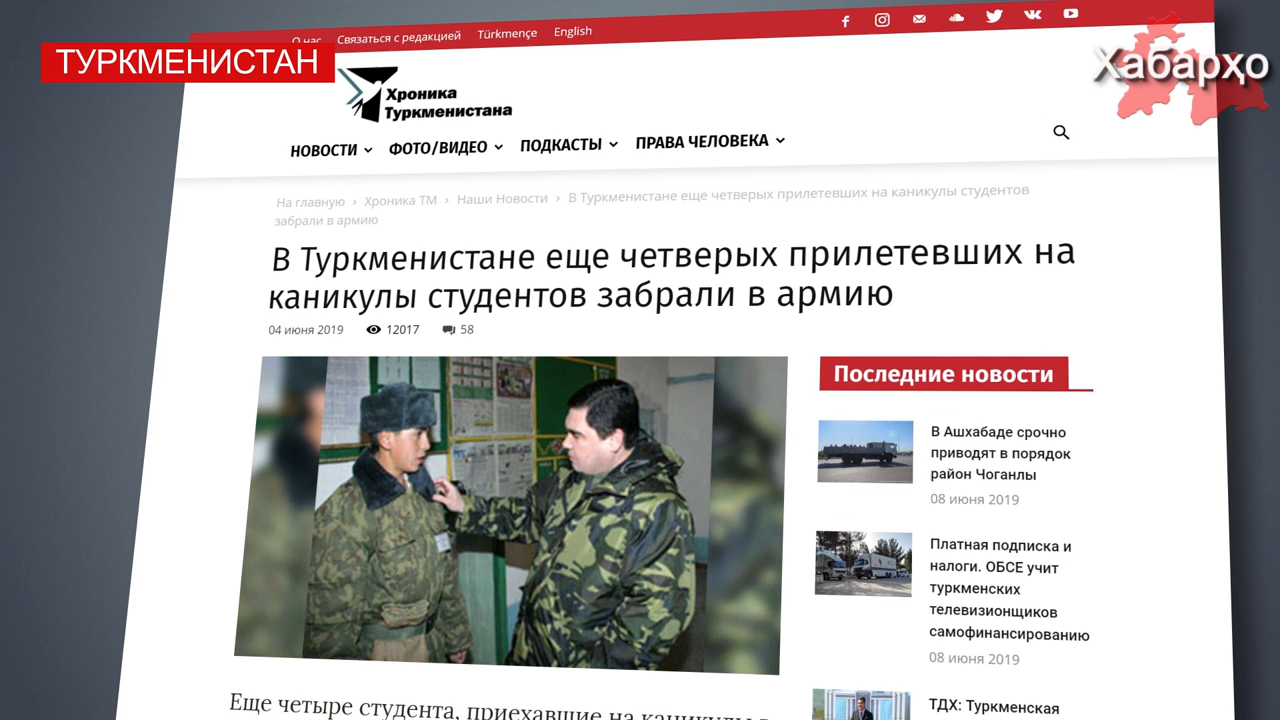 О нас Связаться с редакцией Türkmençe English
ТУРКМЕНИСТАН
Хабарҳо
Хроника
Туркменистана
НОВОСТИ ФОТО/ВИДЕО ПОДКАСТЫ ПРАВА ЧЕЛОВЕКА
На главную › Хроника ТМ › Наши Новости › В Туркменистане еще четверых прилетевших на каникулы студентов
забрали в армию
В Туркменистане еще четверых прилетевших на
каникулы студентов забрали в армию
04 июня 2019 12017 58
Последние новости
В Ашхабаде срочно
приводят в порядок
район Чоганлы
08 июня 2019
Платная подписка и
налоги. ОБСЕ учит
туркменских
телевизионщиков
самофинансированию
08 июня 2019
ТДХ: Туркменская
Еще четыре студента, приехавшие на каникулы в